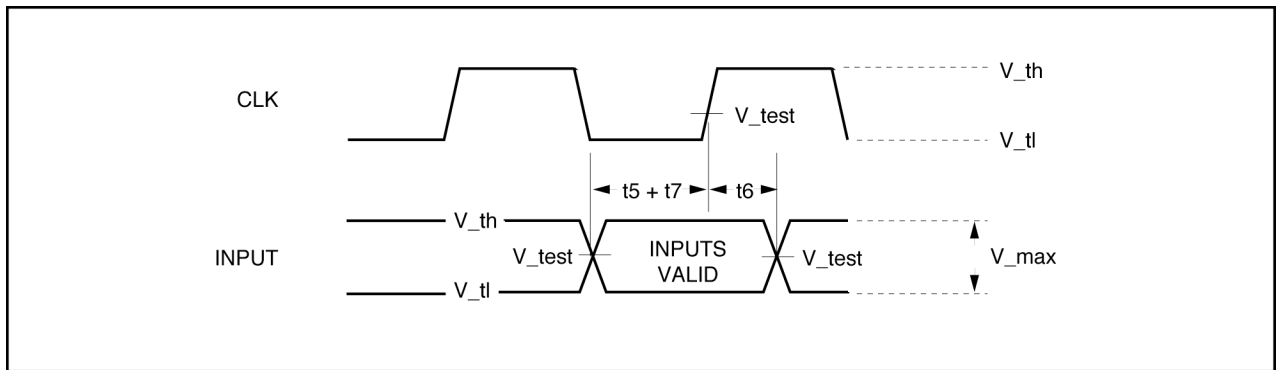 V_th
CLK
V_test
V_tl
t5 + t7
t6
V_th
V_test
INPUTS
VALID
V_test
V_max
INPUT
V_tl